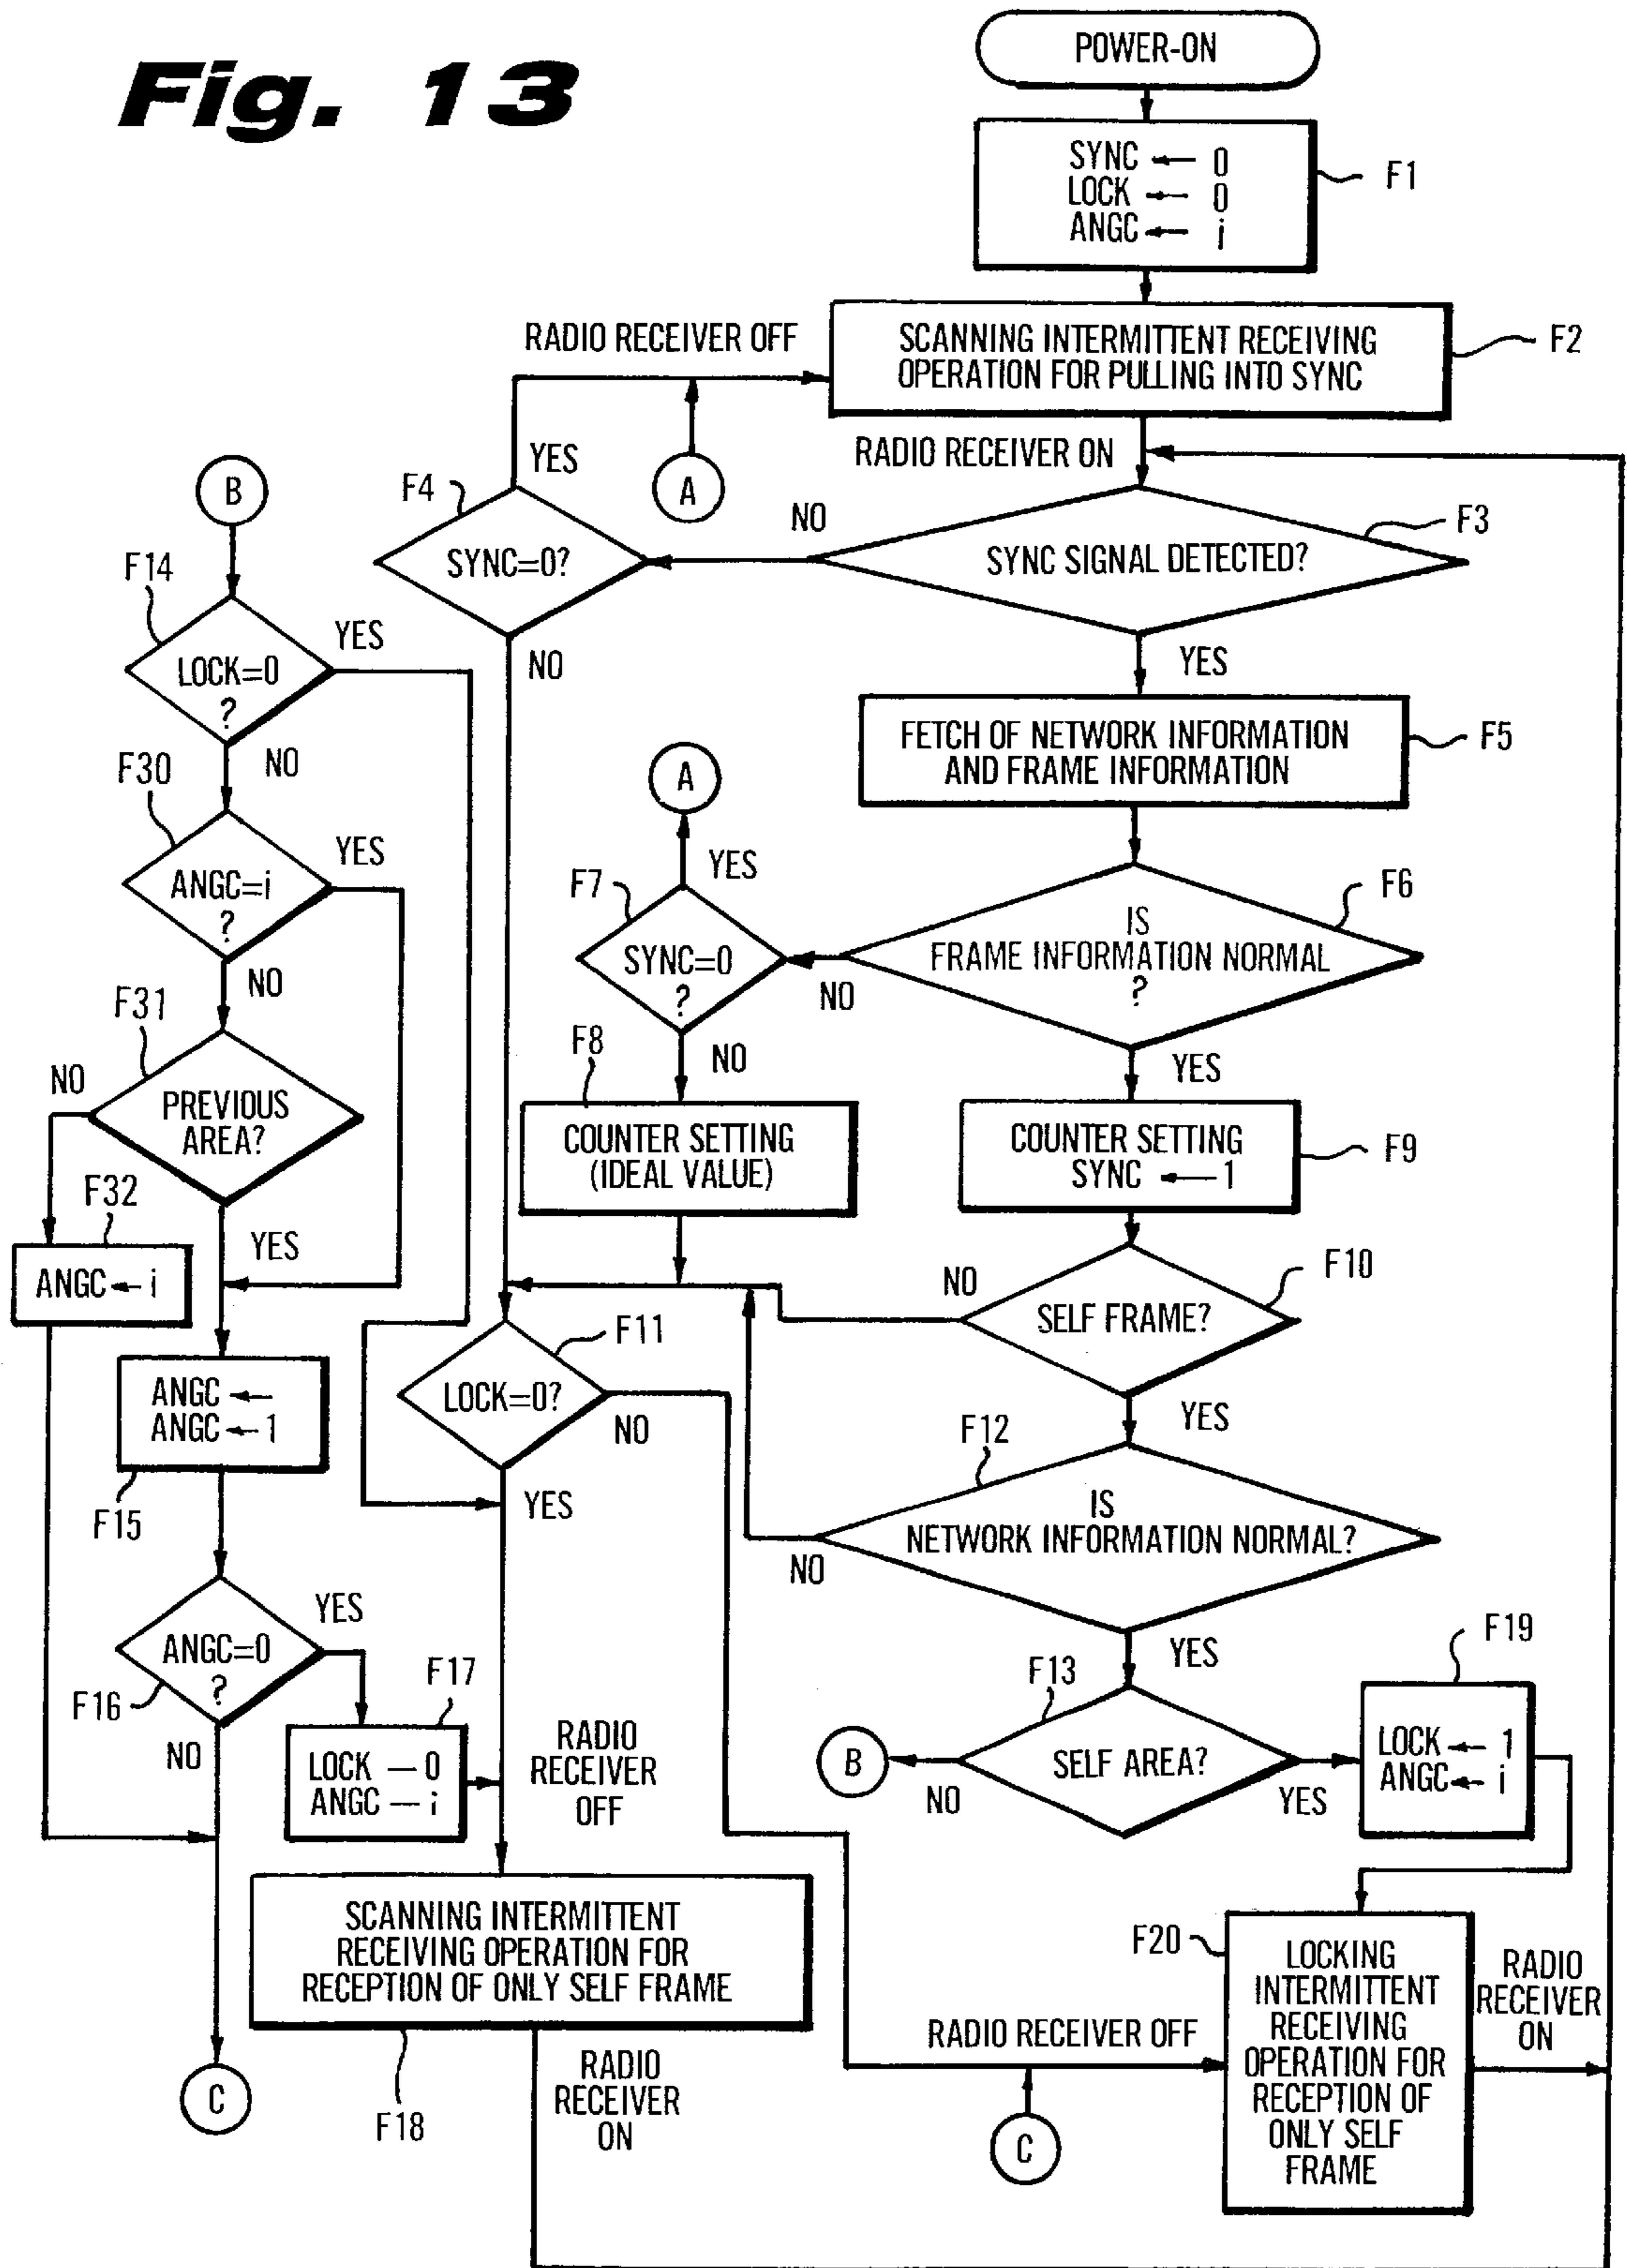 Fig. 13
POWER-ON
SYNC ← 0
LOCK ← 0
ANGC ← i
F1
RADIO RECEIVER OFF
SCANNING INTERMITTENT RECEIVING
OPERATION FOR PULLING INTO SYNC
F2
RADIO RECEIVER ON
A
YES
F4
SYNC=0?
NO
NO
SYNC SIGNAL DETECTED?
F3
YES
B
F14
LOCK=0
?
YES
NO
FETCH OF NETWORK INFORMATION
AND FRAME INFORMATION
F5
A
YES
F7
SYNC=0
?
NO
NO
IS
FRAME INFORMATION NORMAL
?
F6
YES
F30
ANGC=i
?
YES
NO
F31
PREVIOUS
AREA?
NO
YES
F32
ANGC ← i
F8
COUNTER SETTING
(IDEAL VALUE)
COUNTER SETTING
SYNC ← 1
F9
NO
SELF FRAME?
F10
YES
F11
LOCK=0?
NO
YES
ANGC ←
ANGC ← 1
F15
F12
IS
NETWORK INFORMATION NORMAL?
NO
YES
ANGC=0
?
YES
F16
NO
F17
LOCK — 0
ANGC — i
RADIO
RECEIVER
OFF
F13
SELF AREA?
B
NO
YES
F19
LOCK ← 1
ANGC ← i
SCANNING INTERMITTENT
RECEIVING OPERATION FOR
RECEPTION OF ONLY SELF FRAME
F18
RADIO
RECEIVER
ON
C
RADIO RECEIVER OFF
C
F20
LOCKING
INTERMITTENT
RECEIVING
OPERATION FOR
RECEPTION OF
ONLY SELF
FRAME
RADIO
RECEIVER
ON